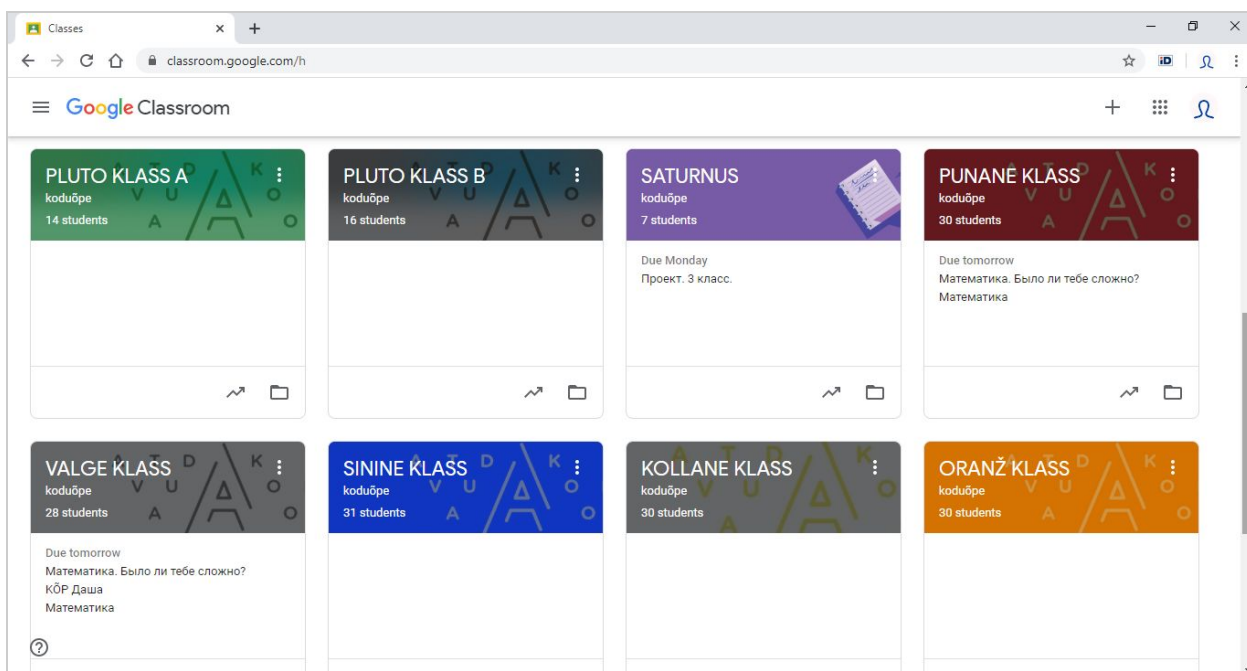 Classes
classroom.google.com/h
iD
Google Classroom
PLUTO KLASS A
koduõpe
14 students
PLUTO KLASS B
koduõpe
16 students
SATURNUS
koduõpe
7 students
Due Monday
Проект. 3 класс.
PUNANE KLASS
koduõpe
30 students
Due tomorrow
Математика. Было ли тебе сложно?
Математика
VALGE KLASS
koduõpe
28 students
Due tomorrow
Математика. Было ли тебе сложно?
KÕP Даша
Математика
SININE KLASS
koduõpe
31 students
KOLLANE KLASS
koduõpe
30 students
ORANŽ KLASS
koduõpe
30 students